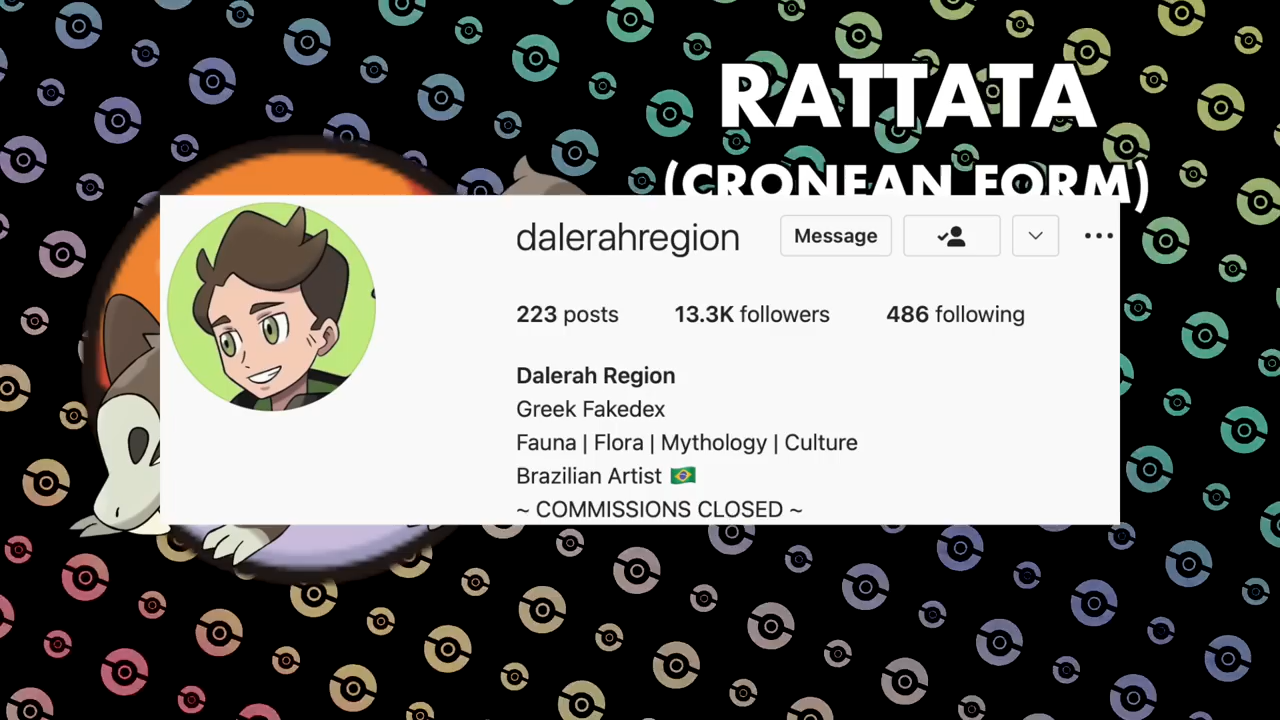 RATTATA
(CRONEAN FORM)
dalerahregion
Message
223 posts
13.3K followers
486 following
Dalerah Region
Greek Fakedex
Fauna | Flora | Mythology | Culture
Brazilian Artist 🇧🇷
~ COMMISSIONS CLOSED ~